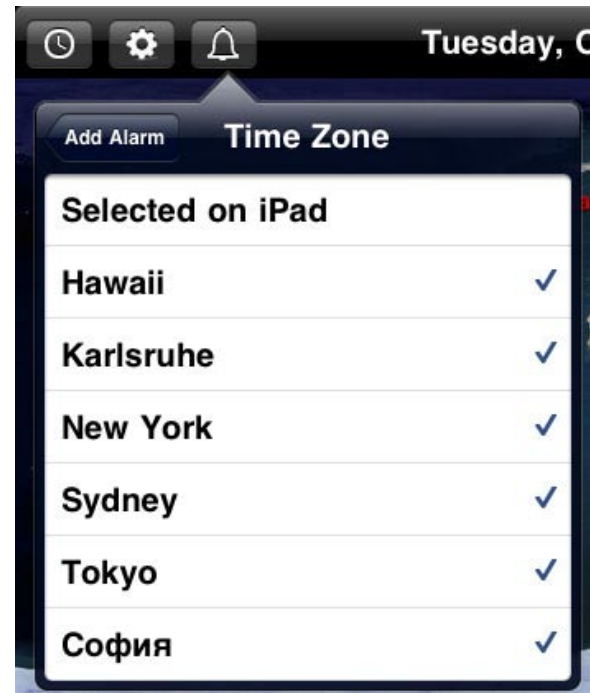 Tuesday,
Add Alarm
Time Zone
Selected on iPad
Hawaii
Karlsruhe
New York
Sydney
Tokyo
София